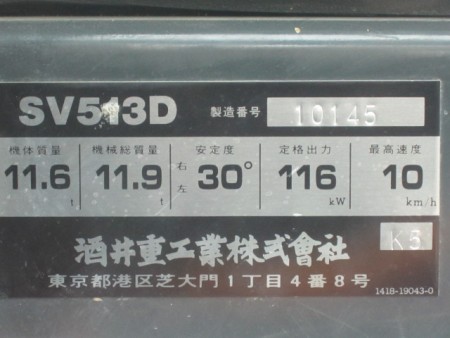 SV513D 製造番号 10145
機体質量 機械総質量 安定度 定格出力 最高速度
11.6 t 11.9 t 右左 30° 116 kW 10 km/h
酒井重工業株式會社 K5
東京都港区芝大門1丁目4番8号
1418-19043-0